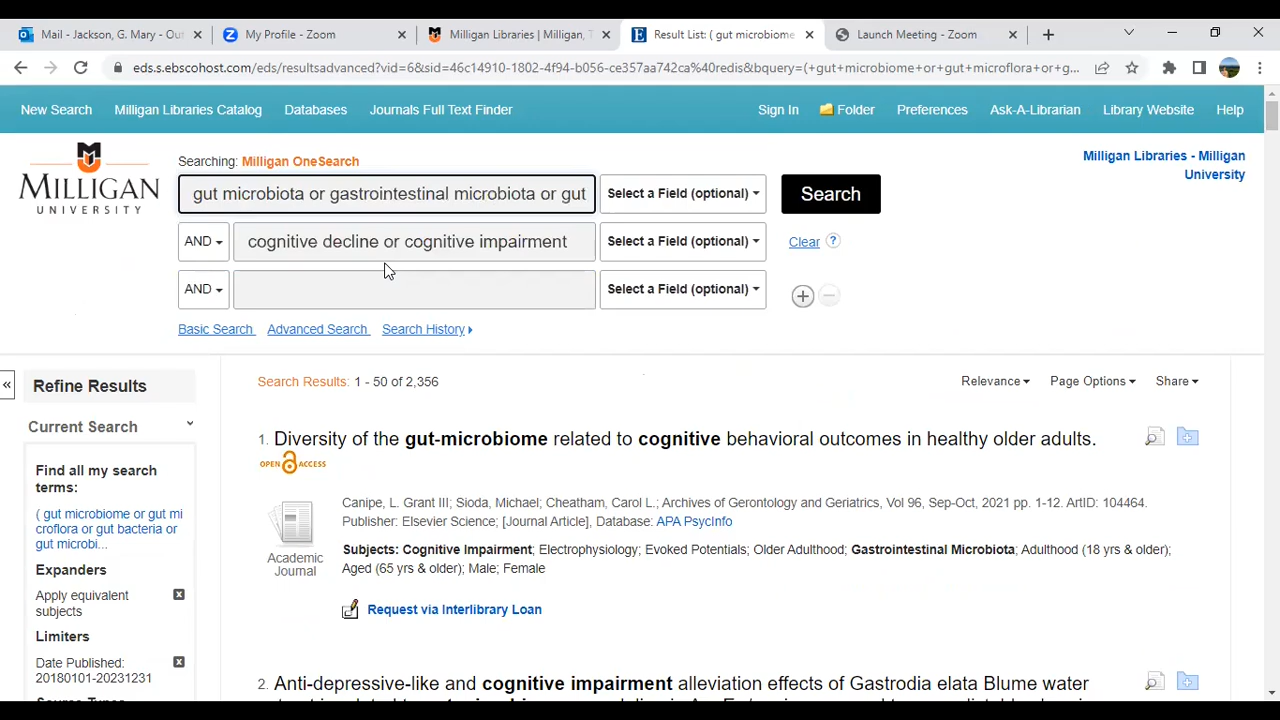 Mail - Jackson, G. Mary - Out
My Profile - Zoom
Milligan Libraries | Milligan, T
Result List: ( gut microbiome
Launch Meeting - Zoom
eds.s.ebscohost.com/eds/resultsadvanced?vid=6&sid=46c14910-1802-4f94-b056-ce357aa742ca%40redis&bquery=(+gut+microbiome+or+gut+microflora+or+g...
New Search
Milligan Libraries Catalog
Databases
Journals Full Text Finder
Sign In
Folder
Preferences
Ask-A-Librarian
Library Website
Help
MILLIGAN
UNIVERSITY
Searching: Milligan OneSearch
Milligan Libraries - Milligan
University
gut microbiota or gastrointestinal microbiota or gut
Select a Field (optional)
Search
AND
cognitive decline or cognitive impairment
Select a Field (optional)
Clear ?
AND
Select a Field (optional)
Basic Search
Advanced Search
Search History
Refine Results
Current Search
Find all my search
terms:
( gut microbiome or gut mi
croflora or gut bacteria or
gut microbi...
Expanders
Apply equivalent
subjects
Limiters
Date Published:
20180101-20231231
Search Results: 1 - 50 of 2,356
Relevance
Page Options
Share
1. Diversity of the gut-microbiome related to cognitive behavioral outcomes in healthy older adults.
OPEN ACCESS
Academic
Journal
Canipe, L. Grant III; Sioda, Michael; Cheatham, Carol L.; Archives of Gerontology and Geriatrics, Vol 96, Sep-Oct, 2021 pp. 1-12. ArtID: 104464.
Publisher: Elsevier Science; [Journal Article], Database: APA PsycInfo
Subjects: Cognitive Impairment; Electrophysiology; Evoked Potentials; Older Adulthood; Gastrointestinal Microbiota; Adulthood (18 yrs & older);
Aged (65 yrs & older); Male; Female
Request via Interlibrary Loan
2. Anti-depressive-like and cognitive impairment alleviation effects of Gastrodia elata Blume water